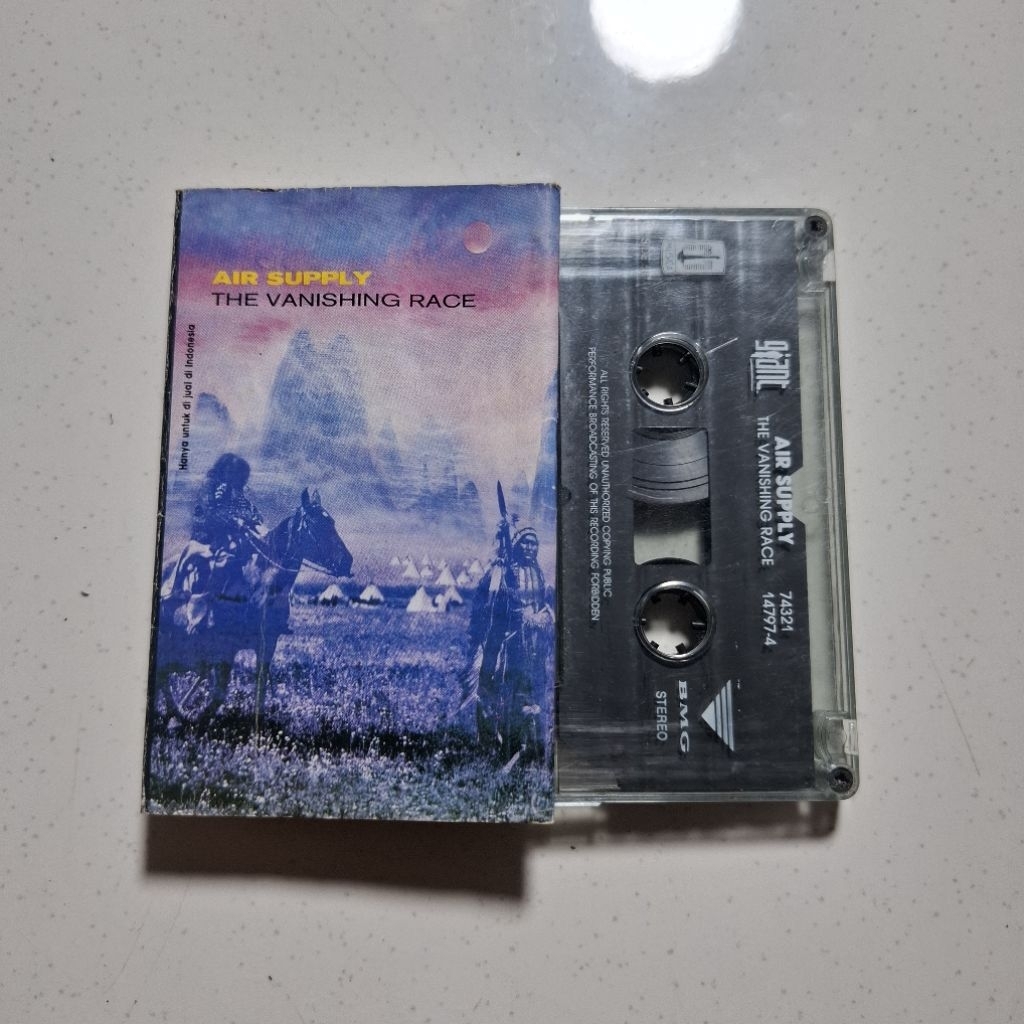 AIR SUPPLY
THE VANISHING RACE
Hanya untuk di jual di Indonesia
giant
AIR SUPPLY
THE VANISHING RACE
74321
14797-4
ALL RIGHTS RESERVED UNAUTHORIZED COPYING PUBLIC
PERFORMANCE BROADCASTING OF THIS RECORDING FORBIDDEN
BMG
STEREO